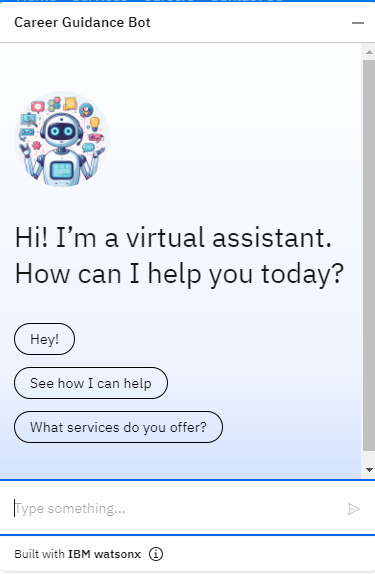 Career Guidance Bot
Hi! I'm a virtual assistant.
How can I help you today?
Hey!
See how I can help
What services do you offer?
Type something...
Built with IBM watsonx